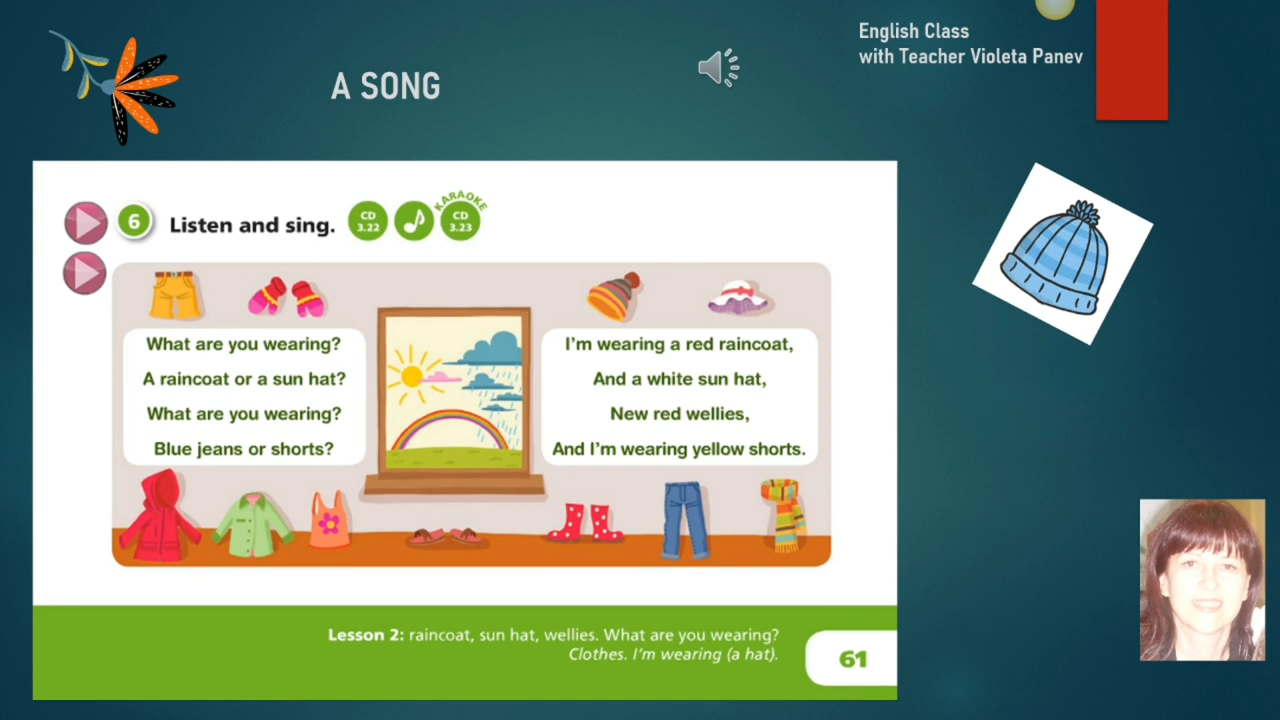 English Class
with Teacher Violeta Panev
A SONG
6 Listen and sing. CD 3.22 KARAOKE CD 3.23
What are you wearing?
A raincoat or a sun hat?
What are you wearing?
Blue jeans or shorts?
I'm wearing a red raincoat,
And a white sun hat,
New red wellies,
And I'm wearing yellow shorts.
Lesson 2: raincoat, sun hat, wellies. What are you wearing?
Clothes. I'm wearing (a hat).
61